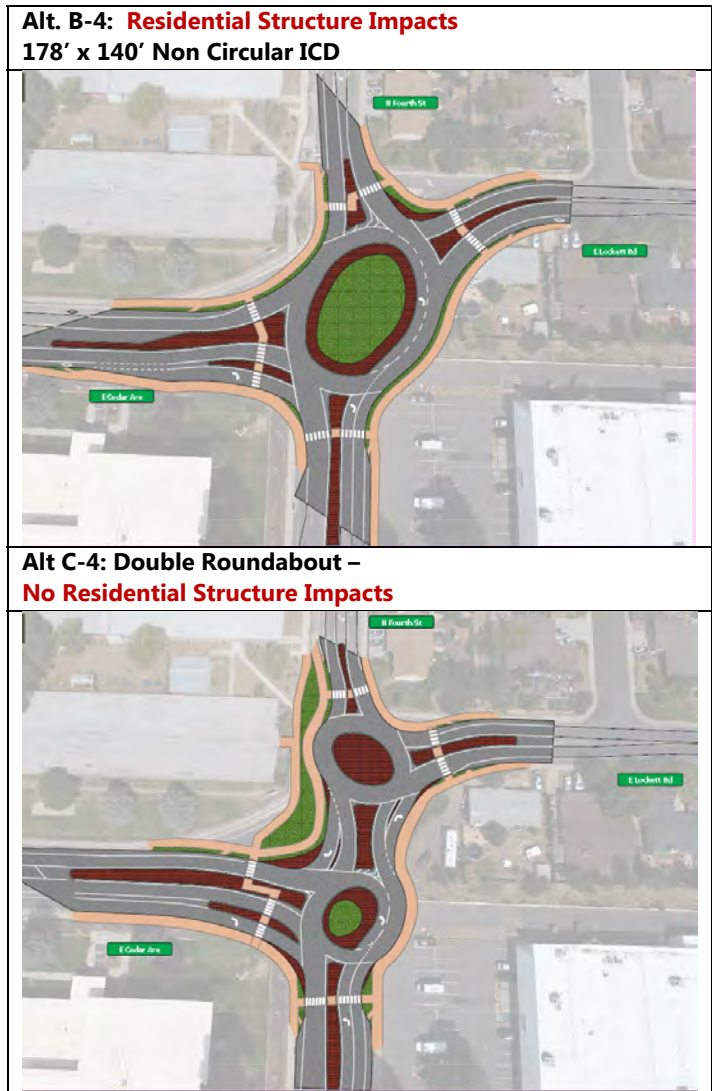 Alt. B-4: Residential Structure Impacts
178’ x 140’ Non Circular ICD
N Fourth St
E Lockett Rd
E Cedar Ave
Alt C-4: Double Roundabout –
No Residential Structure Impacts
N Fourth St
E Lockett Rd
E Cedar Ave